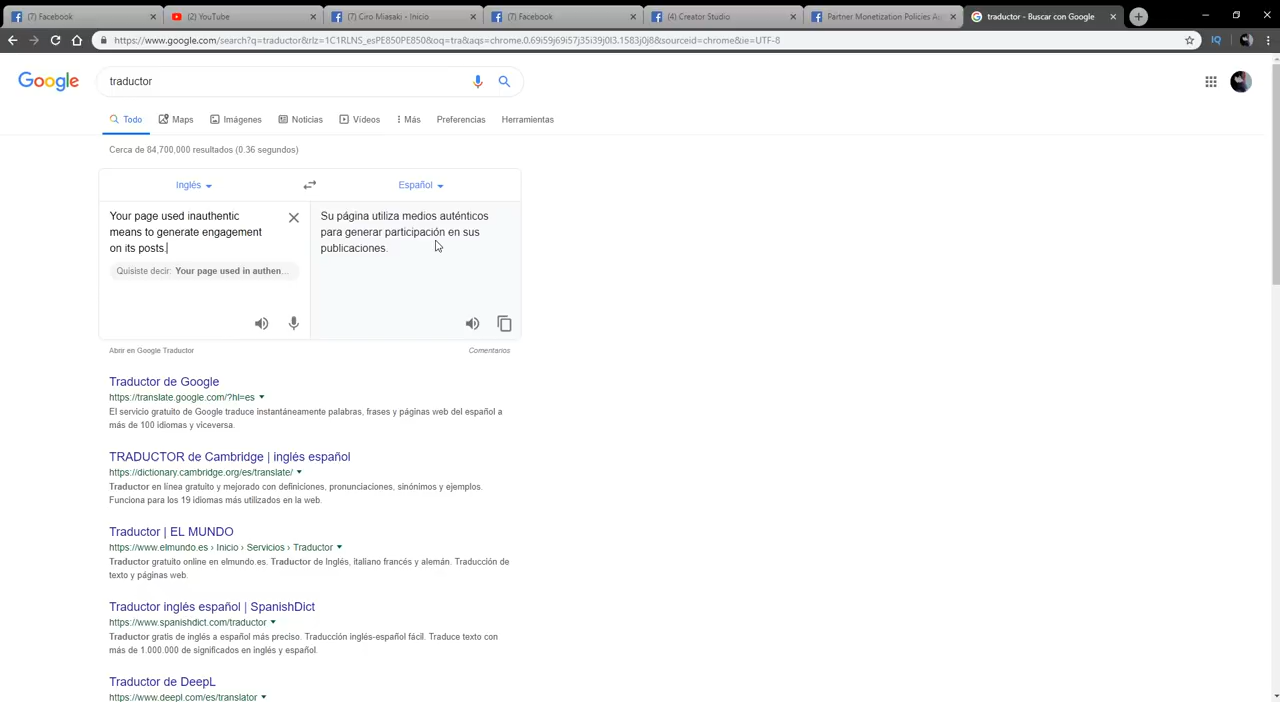 (7) Facebook
(2) YouTube
(7) Ciro Miasaki - Inicio
(7) Facebook
(4) Creator Studio
Partner Monetization Policies Ap
traductor - Buscar con Google
https://www.google.com/search?q=traductor&rlz=1C1RLNS_esPE850PE850&oq=tra&aqs=chrome.0.69i59j69i57j35i39j0l3.1583j0j8&sourceid=chrome&ie=UTF-8
IQ
Google
traductor
Todo
Maps
Imágenes
Noticias
Vídeos
Más
Preferencias
Herramientas
Cerca de 84,700,000 resultados (0.36 segundos)
Inglés
Español
Your page used inauthentic
means to generate engagement
on its posts.
Quisiste decir: Your page used in authen...
Su página utiliza medios auténticos
para generar participación en sus
publicaciones.
Abrir en Google Traductor
Comentarios
Traductor de Google
https://translate.google.com/?hl=es
El servicio gratuito de Google traduce instantáneamente palabras, frases y páginas web del español a
más de 100 idiomas y viceversa.
TRADUCTOR de Cambridge | inglés español
https://dictionary.cambridge.org/es/translate/
Traductor en línea gratuito y mejorado con definiciones, pronunciaciones, sinónimos y ejemplos.
Funciona para los 19 idiomas más utilizados en la web.
Traductor | EL MUNDO
https://www.elmundo.es › Inicio › Servicios › Traductor
Traductor gratuito online en elmundo.es. Traductor de Inglés, italiano francés y alemán. Traducción de
texto y páginas web.
Traductor inglés español | SpanishDict
https://www.spanishdict.com/traductor
Traductor gratis de inglés a español más preciso. Traducción inglés-español fácil. Traduce texto con
más de 1.000.000 de significados en inglés y español.
Traductor de DeepL
https://www.deepl.com/es/translator